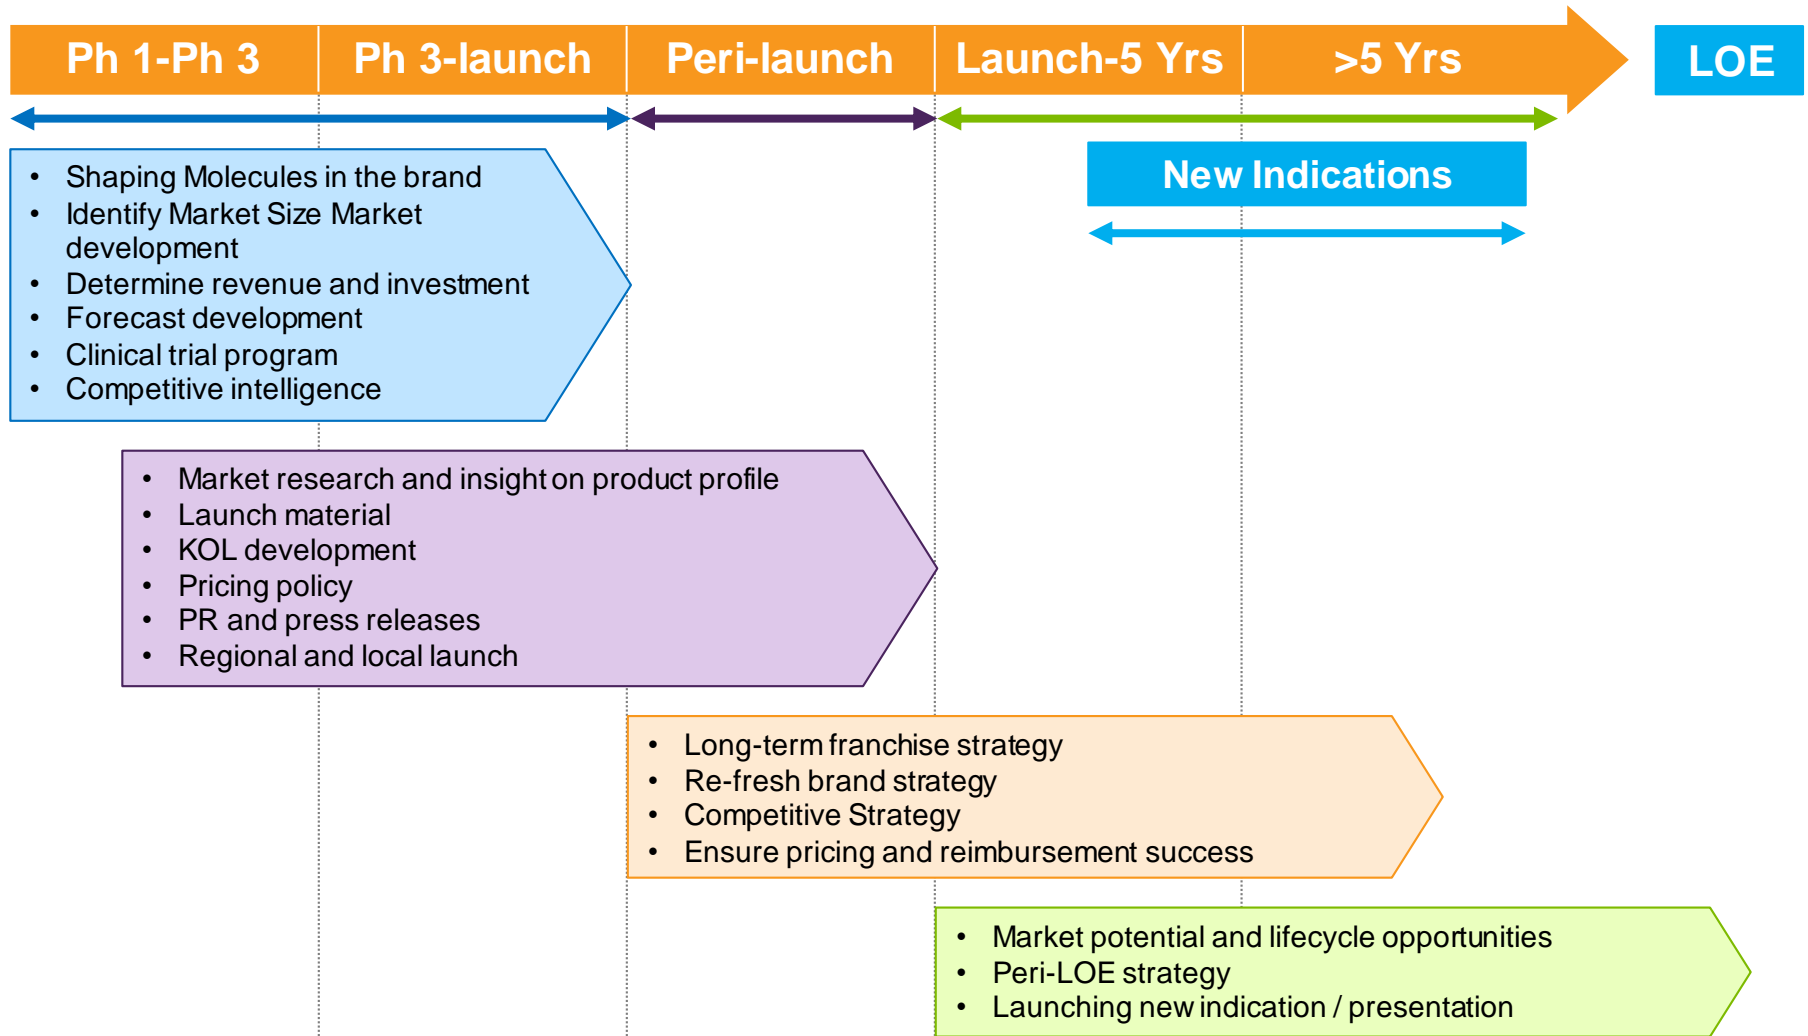 Ph 1-Ph 3
Ph 3-launch
Peri-launch
Launch-5 Yrs
>5 Yrs
LOE
New Indications
• Shaping Molecules in the brand
• Identify Market Size Market
development
• Determine revenue and investment
• Forecast development
• Clinical trial program
• Competitive intelligence
• Market research and insight on product profile
• Launch material
• KOL development
• Pricing policy
• PR and press releases
• Regional and local launch
• Long-term franchise strategy
• Re-fresh brand strategy
• Competitive Strategy
• Ensure pricing and reimbursement success
• Market potential and lifecycle opportunities
• Peri-LOE strategy
• Launching new indication / presentation